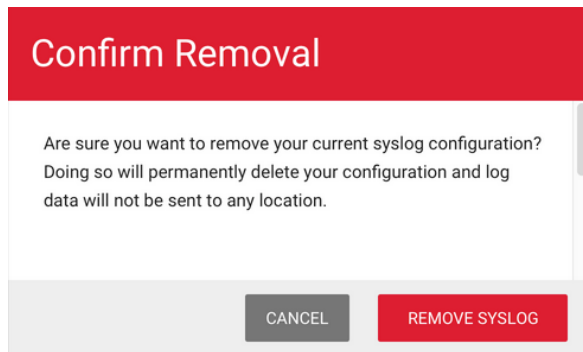 Confirm Removal
Are sure you want to remove your current syslog configuration?
Doing so will permanently delete your configuration and log
data will not be sent to any location.
CANCEL
REMOVE SYSLOG